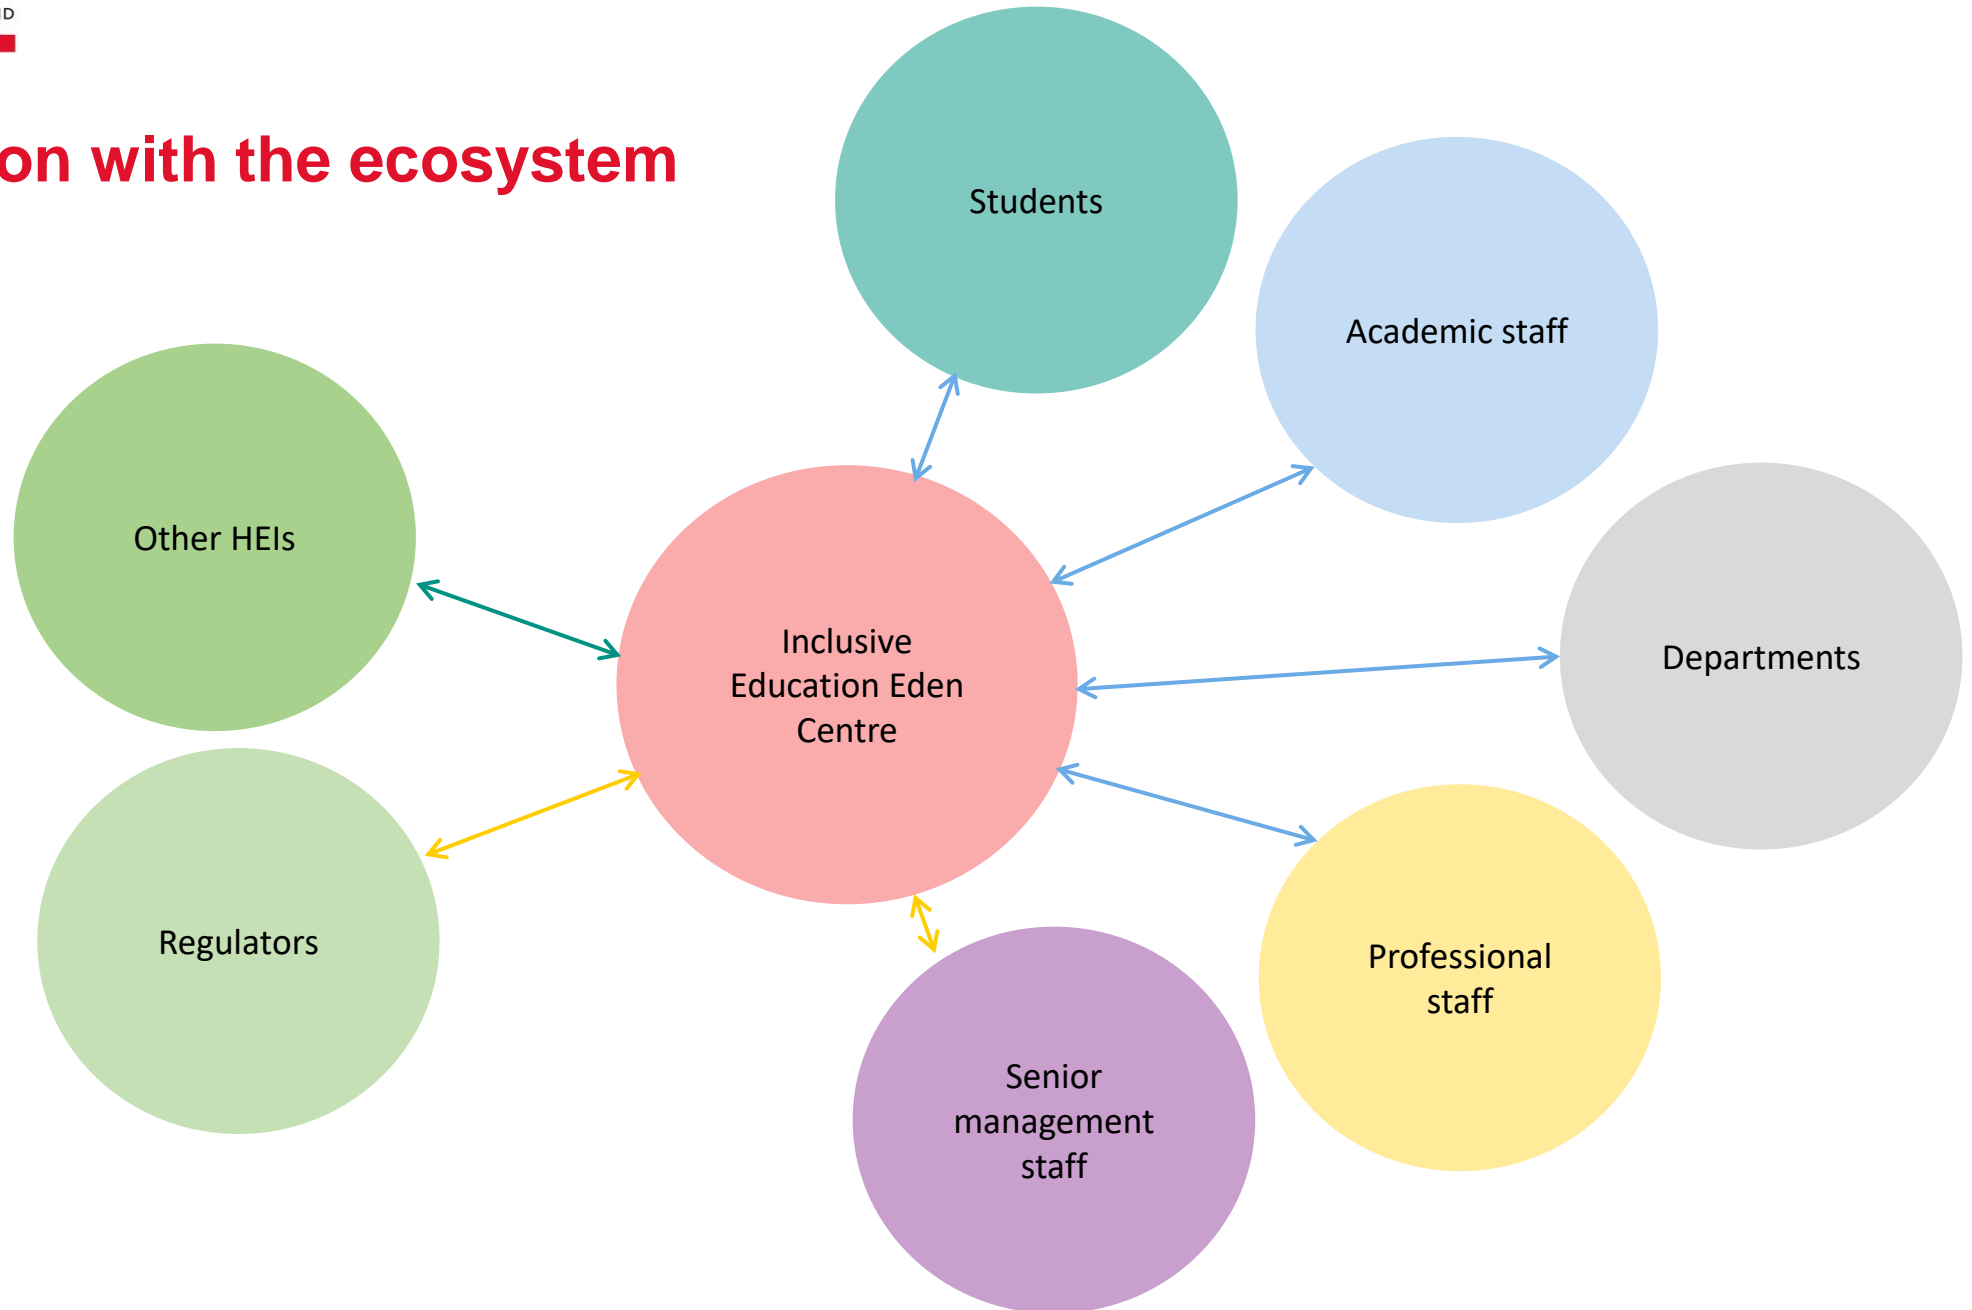 on with the ecosystem
Students
Academic staff
Other HEIs
Inclusive
Education Eden
Centre
Departments
Regulators
Professional
staff
Senior
management
staff